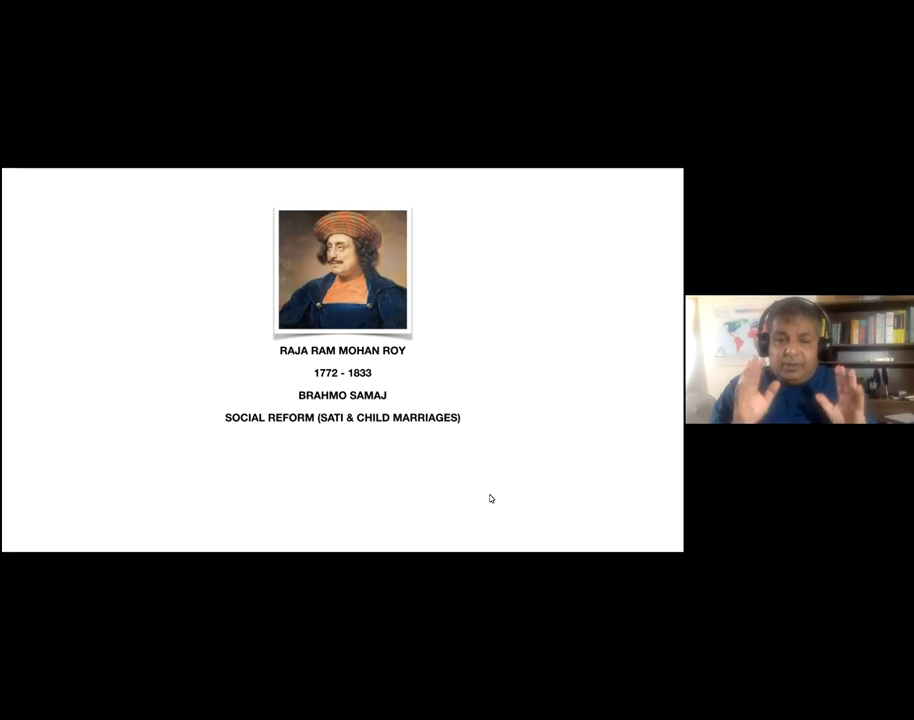 RAJA RAM MOHAN ROY
1772 - 1833
BRAHMO SAMAJ
SOCIAL REFORM (SATI & CHILD MARRIAGES)